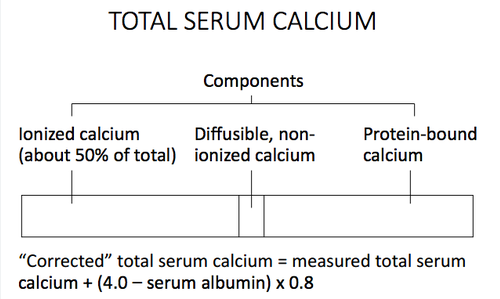 TOTAL SERUM CALCIUM
Components
Ionized calcium
(about 50% of total)
Diffusible, non-
ionized calcium
Protein-bound
calcium
“Corrected” total serum calcium = measured total serum
calcium + (4.0 – serum albumin) x 0.8